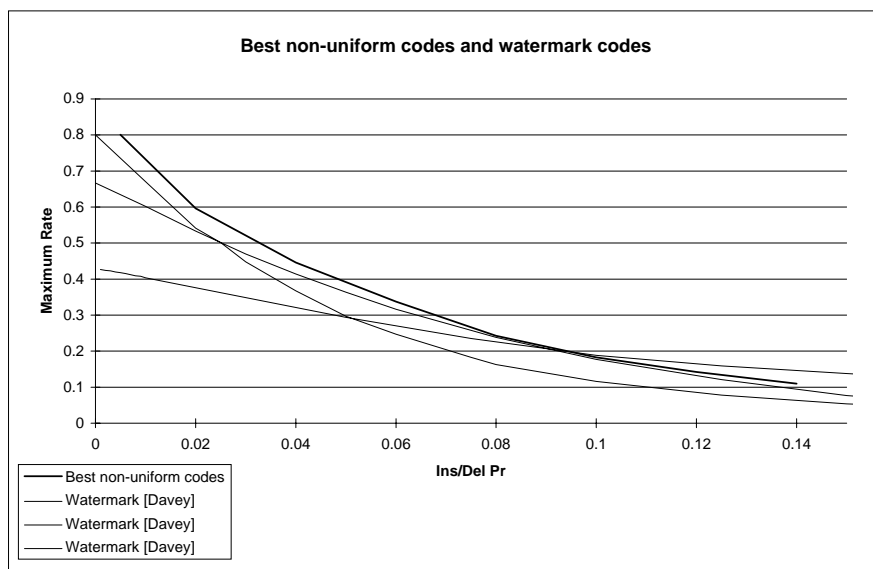 Best non-uniform codes and watermark codes
0.9
0.8
0.7
0.6
0.5
0.4
0.3
0.2
0.1
0
Maximum Rate
0 0.02 0.04 0.06 0.08 0.1 0.12 0.14
Ins/Del Pr
Best non-uniform codes
Watermark [Davey]
Watermark [Davey]
Watermark [Davey]